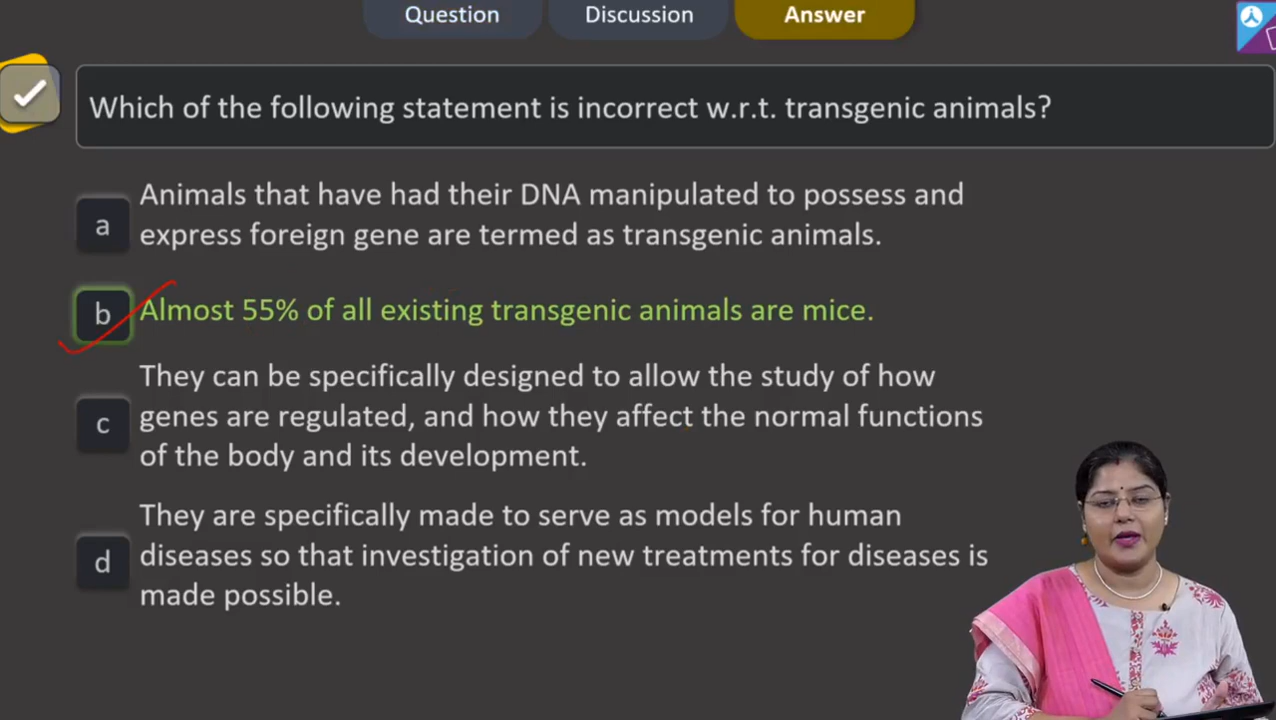 Question
Discussion
Answer
Which of the following statement is incorrect w.r.t. transgenic animals?
a
Animals that have had their DNA manipulated to possess and
express foreign gene are termed as transgenic animals.
b
Almost 55% of all existing transgenic animals are mice.
c
They can be specifically designed to allow the study of how
genes are regulated, and how they affect the normal functions
of the body and its development.
d
They are specifically made to serve as models for human
diseases so that investigation of new treatments for diseases is
made possible.